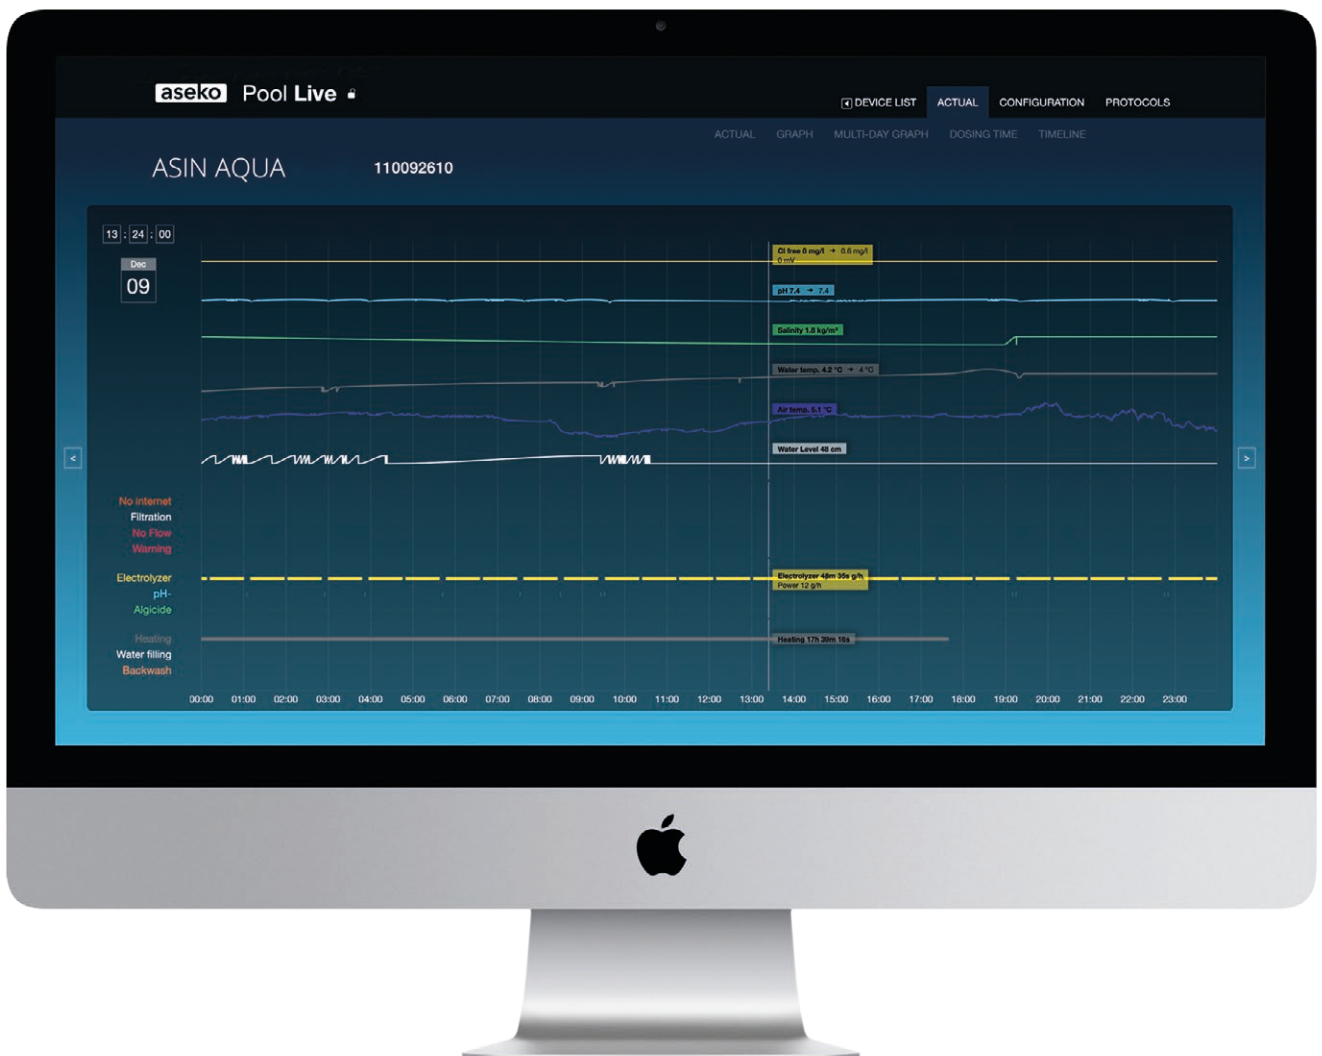 aseko Pool Live
DEVICE LIST ACTUAL CONFIGURATION PROTOCOLS
ACTUAL GRAPH MULTI-DAY GRAPH DOSING TIME TIMELINE
ASIN AQUA 110092610
13 : 24 : 00
Dec
09
Cl free 0 mg/l → 0.6 mg/l
0 mV
pH 7.4 → 7.4
Salinity 1.8 kg/m³
Water temp. 4.2 °C → 4 °C
Air temp. 5.1 °C
Water Level 48 cm
< >
No internet
Filtration
No Flow
Warning
Electrolyzer Electrolyzer 48m 35s g/h
pH- Power 12 g/h
Algicide
Heating Heating 17h 39m 16s
Water filling
Backwash
00:00 01:00 02:00 03:00 04:00 05:00 06:00 07:00 08:00 09:00 10:00 11:00 12:00 13:00 14:00 15:00 16:00 17:00 18:00 19:00 20:00 21:00 22:00 23:00